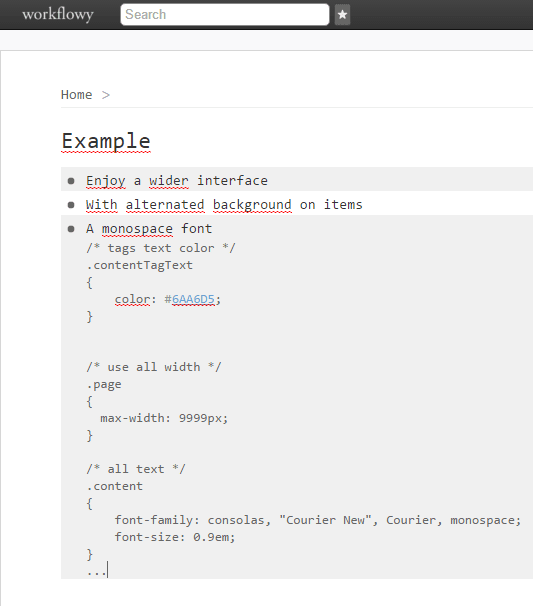 workflowy Search
Home >
Example
Enjoy a wider interface
With alternated background on items
A monospace font
/* tags text color */
.contentTagText
{
    color: #6AA6D5;
}
/* use all width */
.page
{
  max-width: 9999px;
}
/* all text */
.content
{
    font-family: consolas, "Courier New", Courier, monospace;
    font-size: 0.9em;
}
...